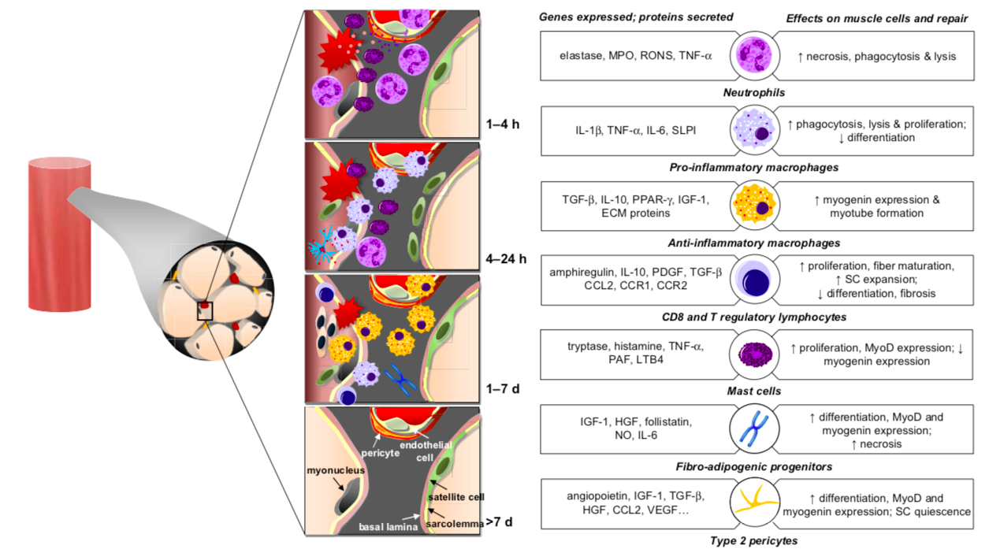 1–4 h
4–24 h
1–7 d
pericyte
endothelial
cell
myonucleus
satellite cell
basal lamina
sarcolemma
>7 d
Genes expressed; proteins secreted
Effects on muscle cells and repair
elastase, MPO, RONS, TNF-α
↑ necrosis, phagocytosis & lysis
Neutrophils
IL-1β, TNF-α, IL-6, SLPI
↑ phagocytosis, lysis & proliferation;
↓ differentiation
Pro-inflammatory macrophages
TGF-β, IL-10, PPAR-γ, IGF-1,
ECM proteins
↑ myogenin expression &
myotube formation
Anti-inflammatory macrophages
amphiregulin, IL-10, PDGF, TGF-β
CCL2, CCR1, CCR2
↑ proliferation, fiber maturation,
↑ SC expansion;
↓ differentiation, fibrosis
CD8 and T regulatory lymphocytes
tryptase, histamine, TNF-α,
PAF, LTB4
↑ proliferation, MyoD expression; ↓
myogenin expression
Mast cells
IGF-1, HGF, follistatin,
NO, IL-6
↑ differentiation, MyoD and
myogenin expression;
↑ necrosis
Fibro-adipogenic progenitors
angiopoietin, IGF-1, TGF-β,
HGF, CCL2, VEGF…
↑ differentiation, MyoD and
myogenin expression; SC quiescence
Type 2 pericytes